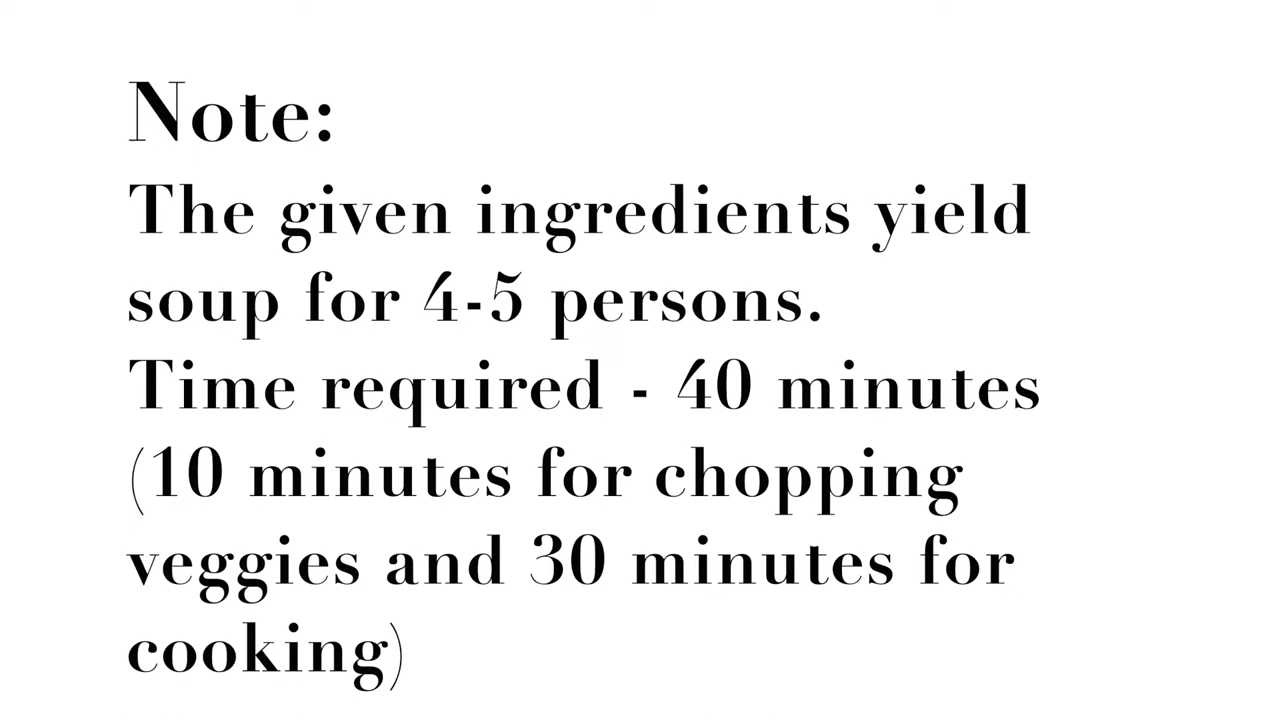 Note:
The given ingredients yield
soup for 4-5 persons.
Time required - 40 minutes
(10 minutes for chopping
veggies and 30 minutes for
cooking)